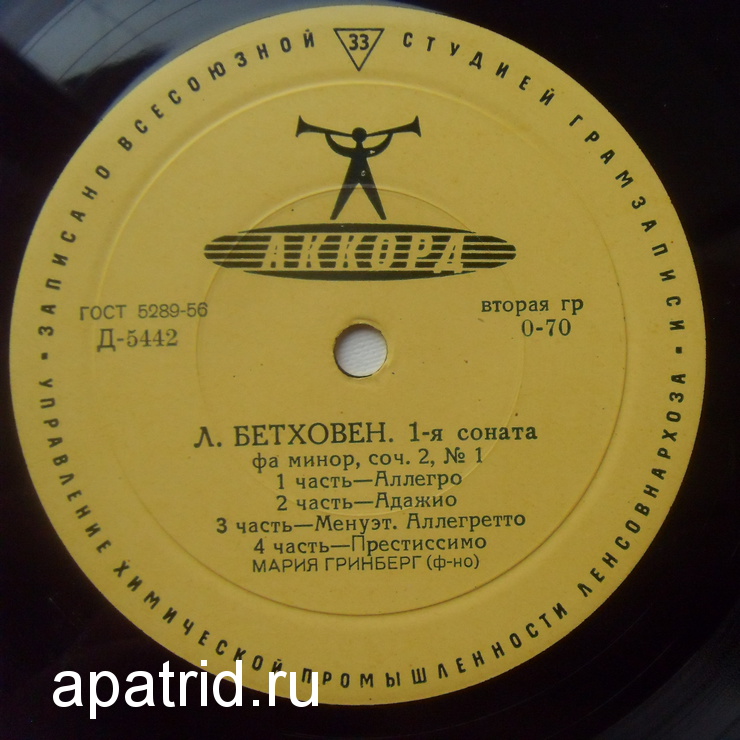 ЗАПИСАНО ВСЕСОЮЗНОЙ 33 СТУДИЕЙ ГРАМЗАПИСИ
УПРАВЛЕНИЕ ХИМИЧЕСКОЙ ПРОМЫШЛЕННОСТИ ЛЕНСОВНАРХОЗА
АККОРД
ГОСТ 5289-56
Д-5442
вторая гр
0-70
Л. БЕТХОВЕН. 1-я соната
фа минор, соч. 2, № 1
1 часть—Аллегро
2 часть—Адажио
3 часть—Менуэт. Аллегретто
4 часть—Престиссимо
МАРИЯ ГРИНБЕРГ (ф-но)
apatrid.ru